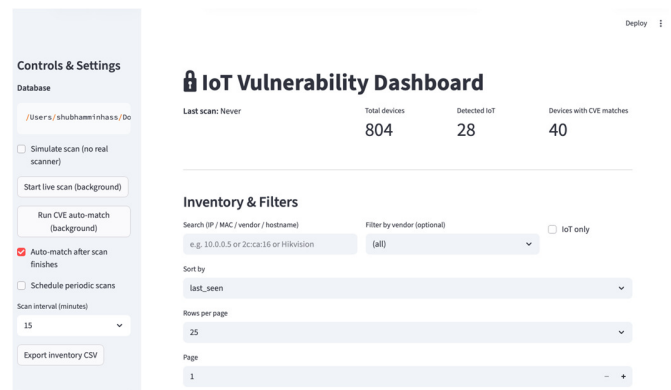 Deploy
Controls & Settings
Database
/Users/shubhamminhass/Do
Simulate scan (no real
scanner)
Start live scan (background)
Run CVE auto-match
(background)
Auto-match after scan
finishes
Schedule periodic scans
Scan interval (minutes)
15
Export inventory CSV
IoT Vulnerability Dashboard
Last scan: Never
Total devices
804
Detected IoT
28
Devices with CVE matches
40
Inventory & Filters
Search (IP / MAC / vendor / hostname)
e.g. 10.0.0.5 or 2c:ca:16 or Hikvision
Filter by vendor (optional)
(all)
IoT only
Sort by
last_seen
Rows per page
25
Page
1